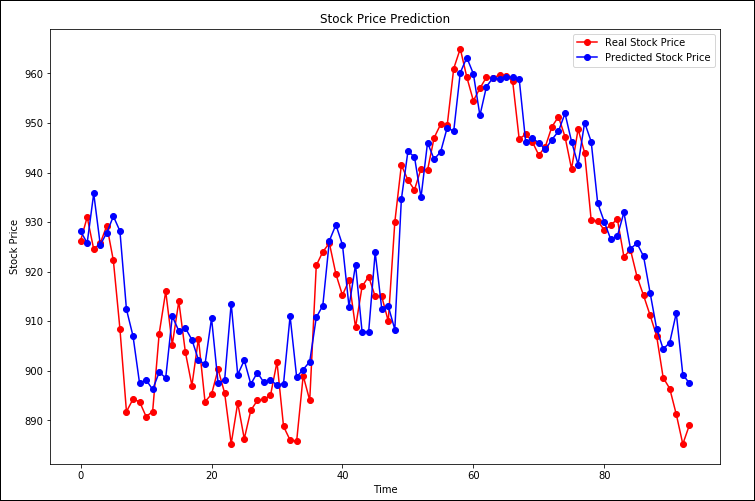 Stock Price Prediction
Real Stock Price
Predicted Stock Price
960
950
940
930
920
910
900
890
Stock Price
0 20 40 60 80
Time